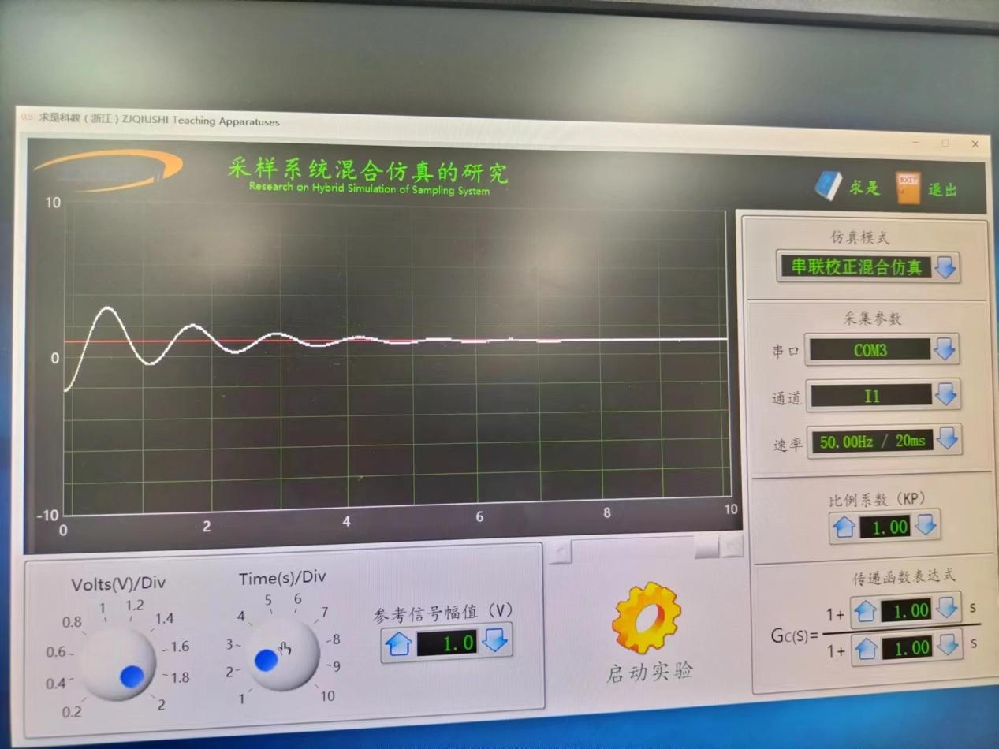 求是科教(浙江)ZJQIUSHI Teaching Apparatuses
采样系统混合仿真的研究
Research on Hybrid Simulation of Sampling System
求是
EXIT
退出
10
0
-10
0
2
4
6
8
10
仿真模式
串联校正混合仿真
采集参数
串口
COM3
通道
I1
速率
50.00Hz / 20ms
比例系数(KP)
1.00
传递函数表达式
Gc(S)=
1+ 1.00 s
1+ 1.00 s
Volts(V)/Div
0.2
0.4
0.6
0.8
1
1.2
1.4
1.6
1.8
2
Time(s)/Div
1
2
3
4
5
6
7
8
9
10
参考信号幅值(V)
1.0
启动实验